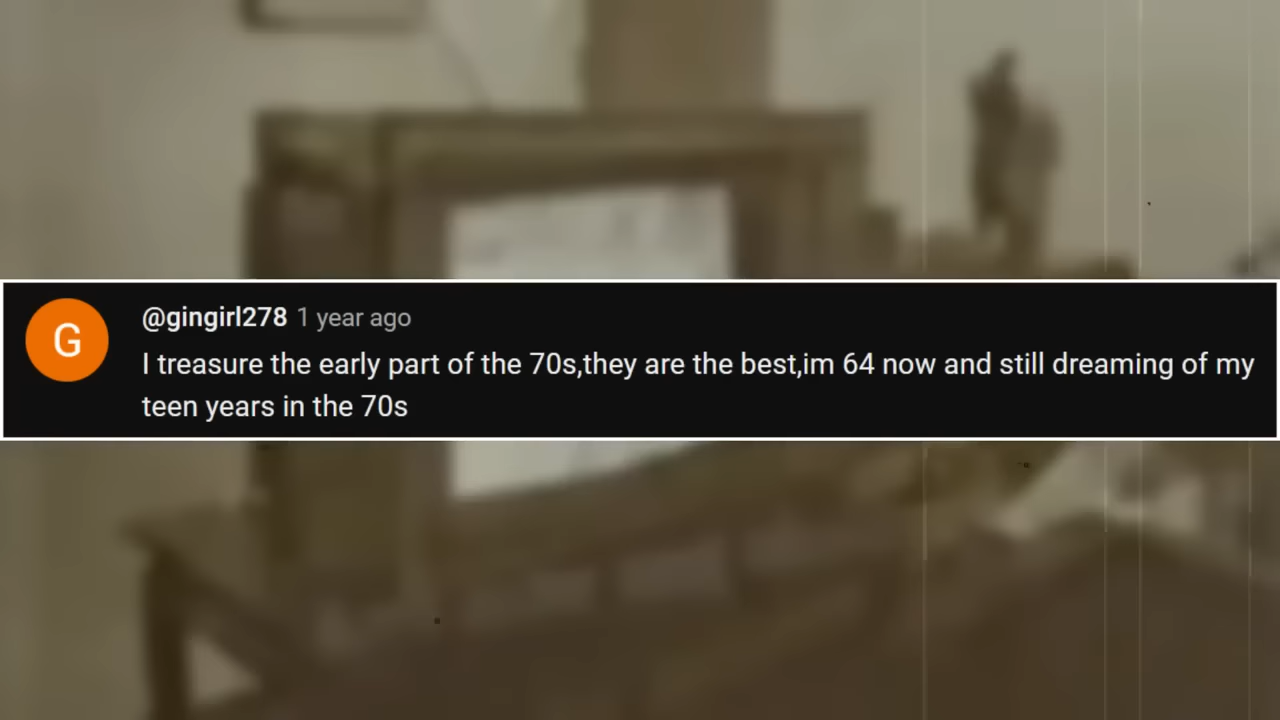 G
@gingirl278 1 year ago
I treasure the early part of the 70s,they are the best,im 64 now and still dreaming of my
teen years in the 70s